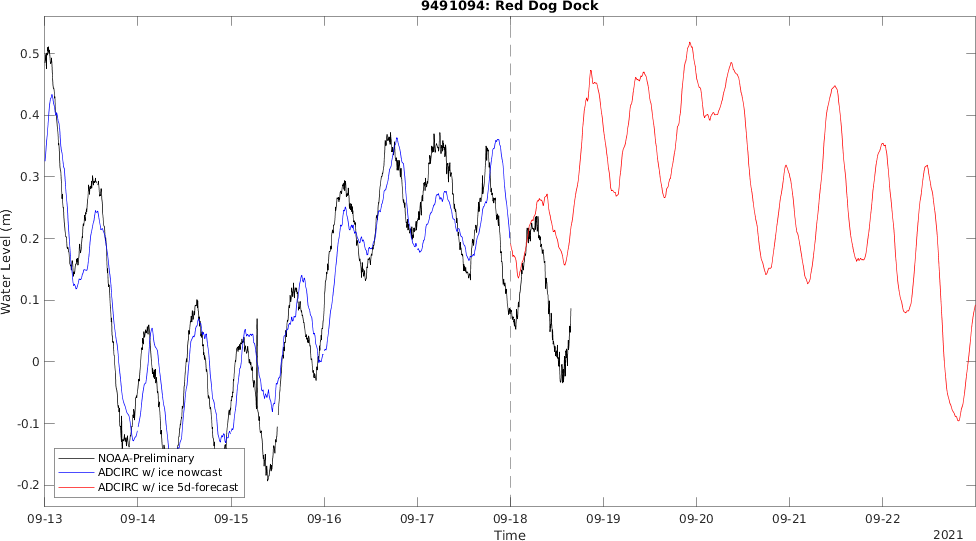 9491094: Red Dog Dock
Water Level (m)
0.5
0.4
0.3
0.2
0.1
0
-0.1
-0.2
NOAA-Preliminary
ADCIRC w/ ice nowcast
ADCIRC w/ ice 5d-forecast
09-13 09-14 09-15 09-16 09-17 09-18 09-19 09-20 09-21 09-22
Time
2021